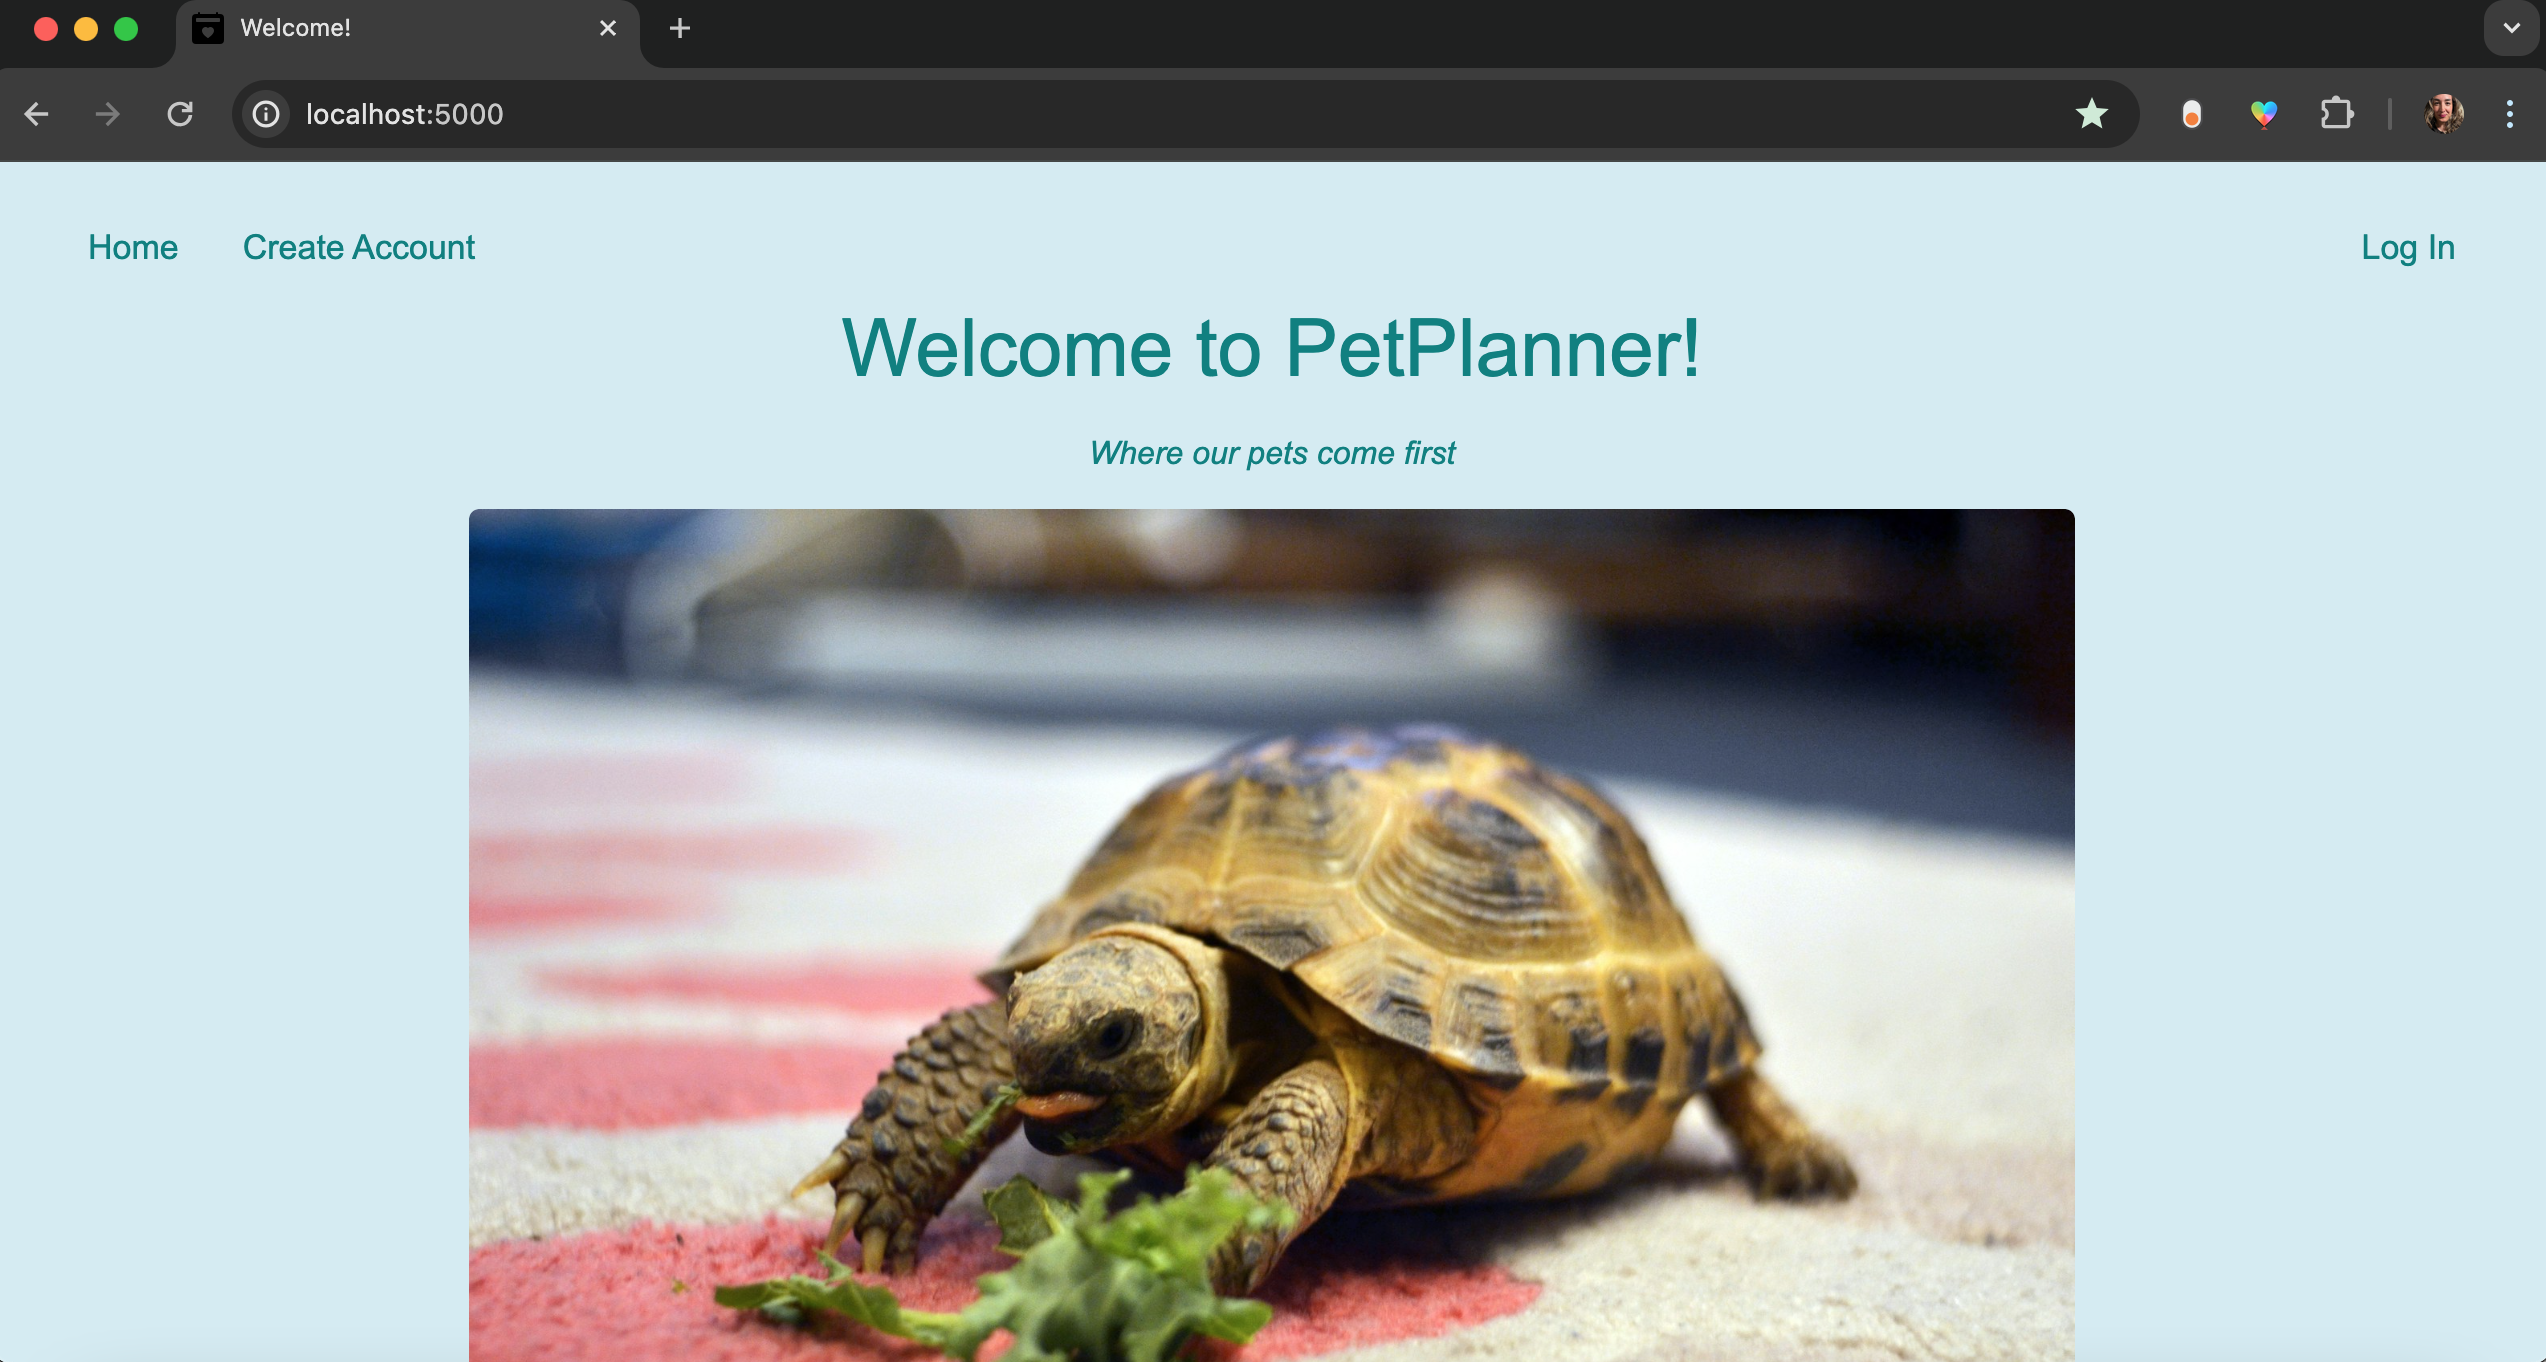 Welcome!
localhost:5000
Home Create Account Log In
Welcome to PetPlanner!
Where our pets come first